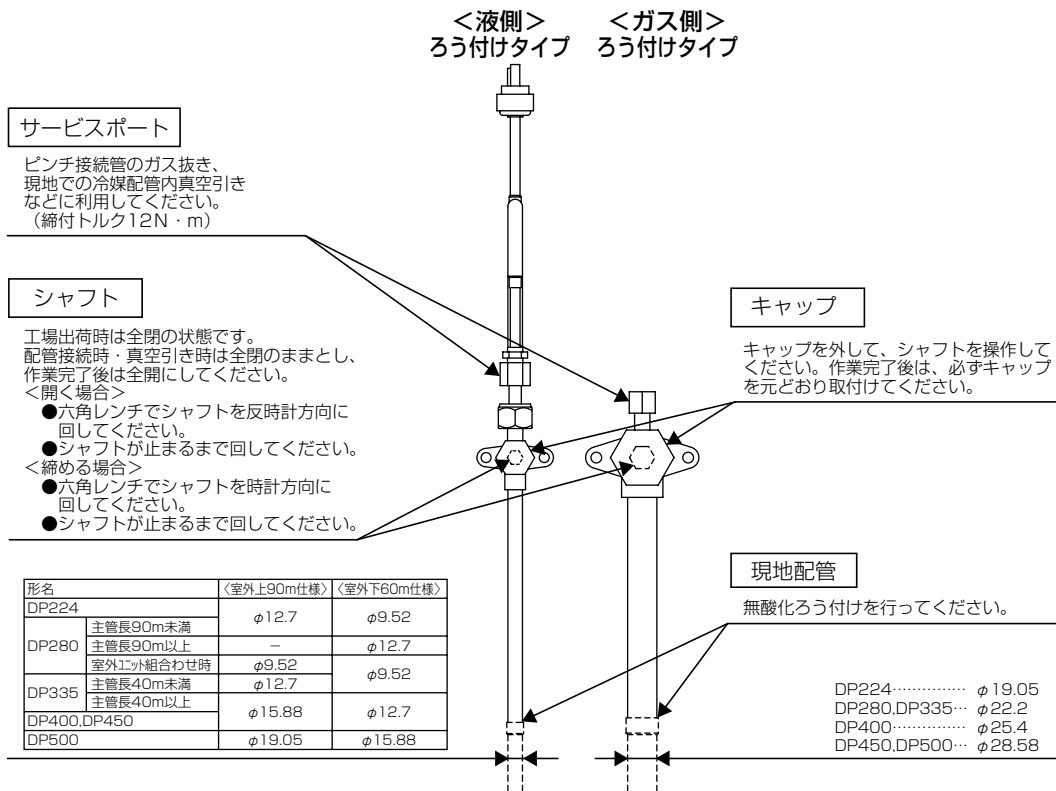 <液側>
ろう付けタイプ
<ガス側>
ろう付けタイプ
サービスポート
ピンチ接続管のガス抜き、
現地での冷媒配管内真空引き
などに利用してください。
（締付トルク12N・m）
シャフト
工場出荷時は全閉の状態です。
配管接続時・真空引き時は全閉のままとし、
作業完了後は全開にしてください。
<開く場合>
●六角レンチでシャフトを反時計方向に
回してください。
●シャフトが止まるまで回してください。
<締める場合>
●六角レンチでシャフトを時計方向に
回してください。
●シャフトが止まるまで回してください。
キャップ
キャップを外して、シャフトを操作して
ください。作業完了後は、必ずキャップ
を元どおり取付けてください。
形名 〈室外上90m仕様〉 〈室外下60m仕様〉
DP224 φ12.7 φ9.52
DP280 主管長90m未満
主管長90m以上 － φ12.7
室外ユニット組合わせ時 φ9.52 φ9.52
DP335 主管長40m未満 φ12.7
主管長40m以上 φ15.88 φ12.7
DP400,DP450
DP500 φ19.05 φ15.88
現地配管
無酸化ろう付けを行ってください。
DP224…………… φ19.05
DP280,DP335… φ22.2
DP400…………… φ25.4
DP450,DP500… φ28.58